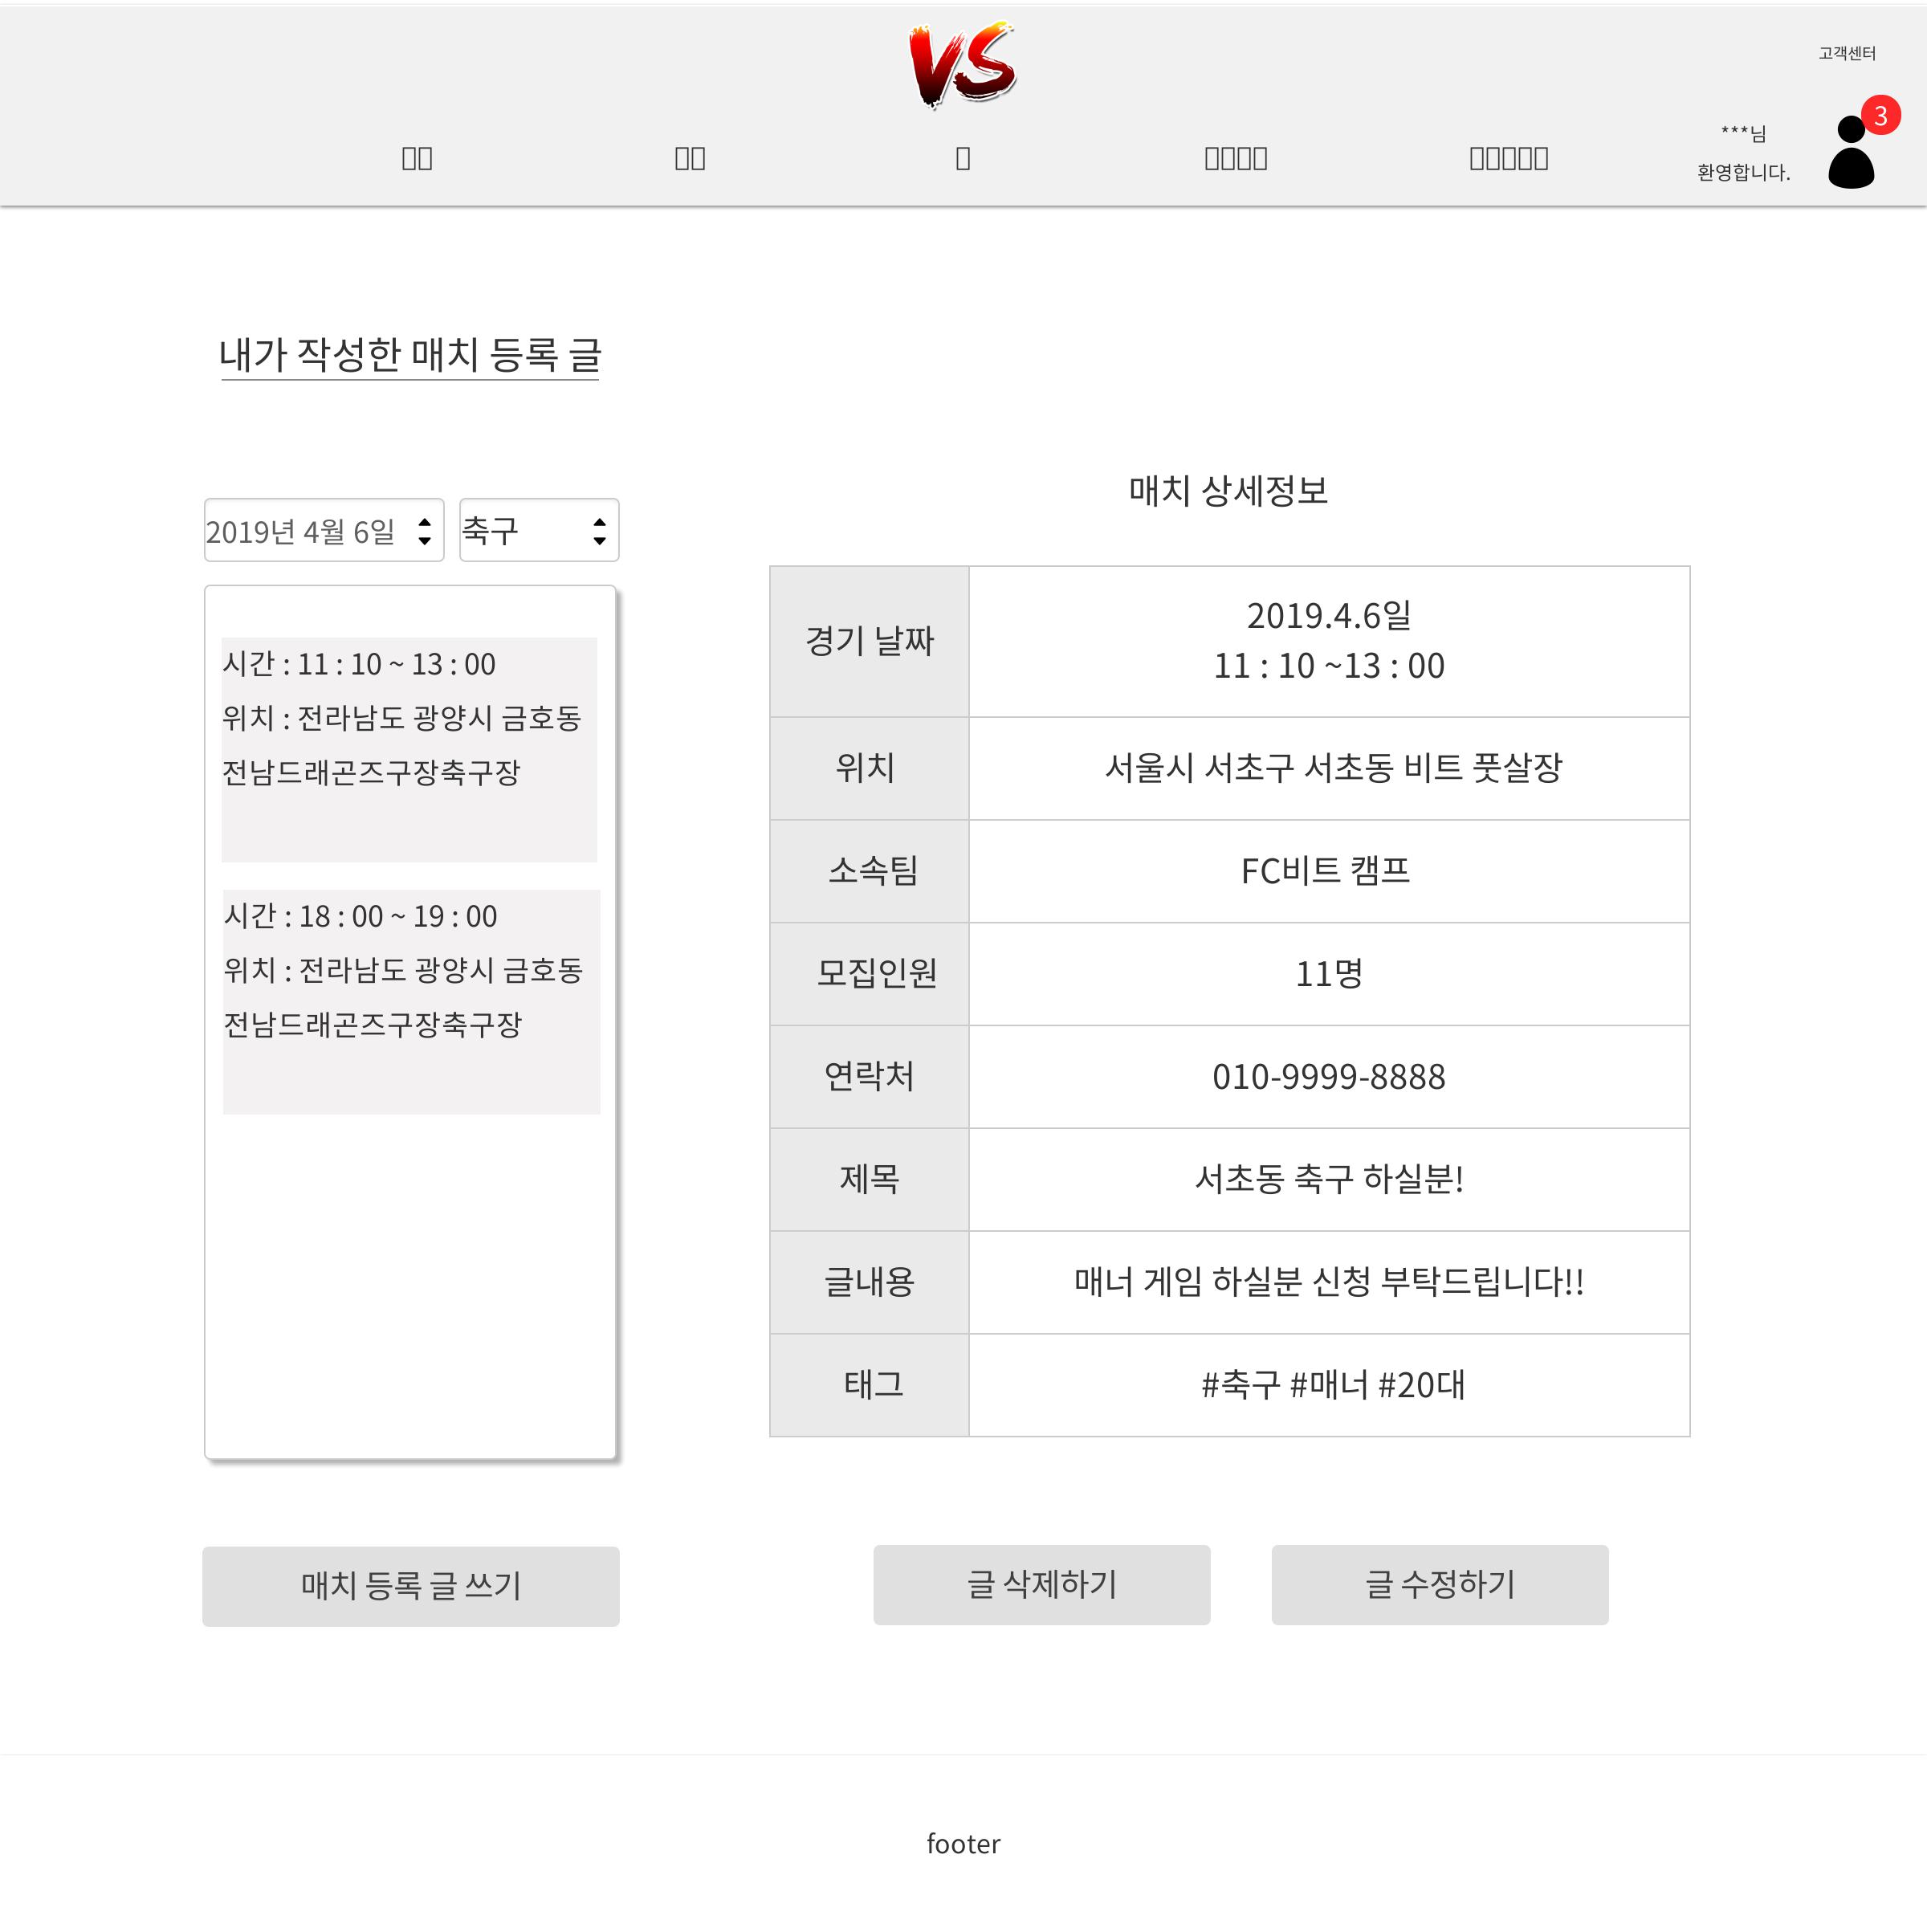 VS
고객센터
3
***님
환영합니다.
내가 작성한 매치 등록 글
2019년 4월 6일
축구
시간 : 11 : 10 ~ 13 : 00
위치 : 전라남도 광양시 금호동
전남드래곤즈구장축구장
시간 : 18 : 00 ~ 19 : 00
위치 : 전라남도 광양시 금호동
전남드래곤즈구장축구장
매치 상세정보
경기 날짜
2019.4.6일
11 : 10 ~13 : 00
위치
서울시 서초구 서초동 비트 풋살장
소속팀
FC비트 캠프
모집인원
11명
연락처
010-9999-8888
제목
서초동 축구 하실분!
글내용
매너 게임 하실분 신청 부탁드립니다!!
태그
#축구 #매너 #20대
매치 등록 글 쓰기
글 삭제하기
글 수정하기
footer